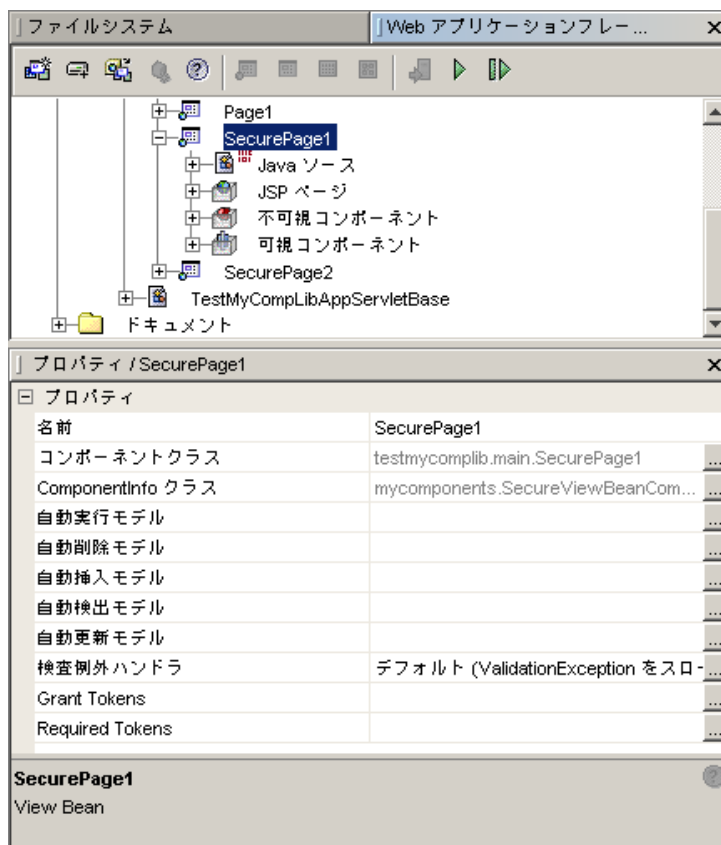 ファイルシステム
Web アプリケーションフレー...
Page1
SecurePage1
Java ソース
JSP ページ
不可視コンポーネント
可視コンポーネント
SecurePage2
TestMyCompLibAppServletBase
ドキュメント
プロパティ / SecurePage1
プロパティ
名前 SecurePage1
コンポーネントクラス testmycomplib.main.SecurePage1 ...
ComponentInfo クラス mycomponents.SecureViewBeanCom... ...
自動実行モデル ...
自動削除モデル ...
自動挿入モデル ...
自動検出モデル ...
自動更新モデル ...
検査例外ハンドラ デフォルト (ValidationException をスロー ...
Grant Tokens ...
Required Tokens ...
SecurePage1
View Bean